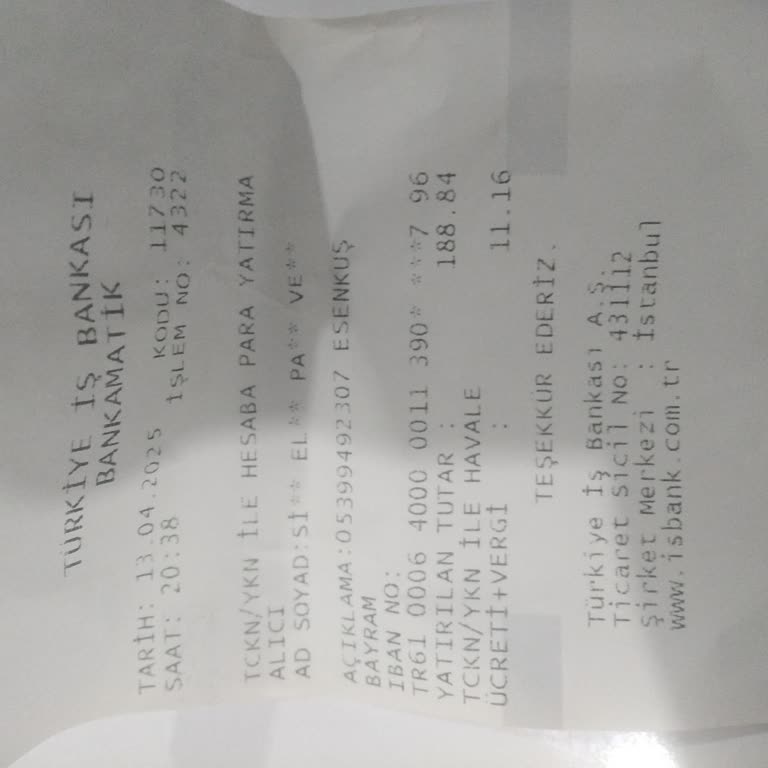 TÜRKİYE İŞ BANKASI
BANKAMATİK
TARİH: 13.04.2025 KODU: 11730
SAAT: 20:38 İŞLEM NO: 4322
TCKN/YKN İLE HESABA PARA YATIRMA
ALICI
AD SOYAD:Sİ** EL** PA** VE**
AÇIKLAMA:05399492307 ESENKUŞ
BAYRAM
IBAN NO:
TR61 0006 4000 0011 390* ***7 96
YATIRILAN TUTAR : 188.84
TCKN/YKN İLE HAVALE
ÜCRETİ+VERGİ : 11.16
TEŞEKKÜR EDERİZ.
Türkiye İş Bankası A.Ş.
Ticaret Sicil No: 431112
Şirket Merkezi : İstanbul
www.isbank.com.tr